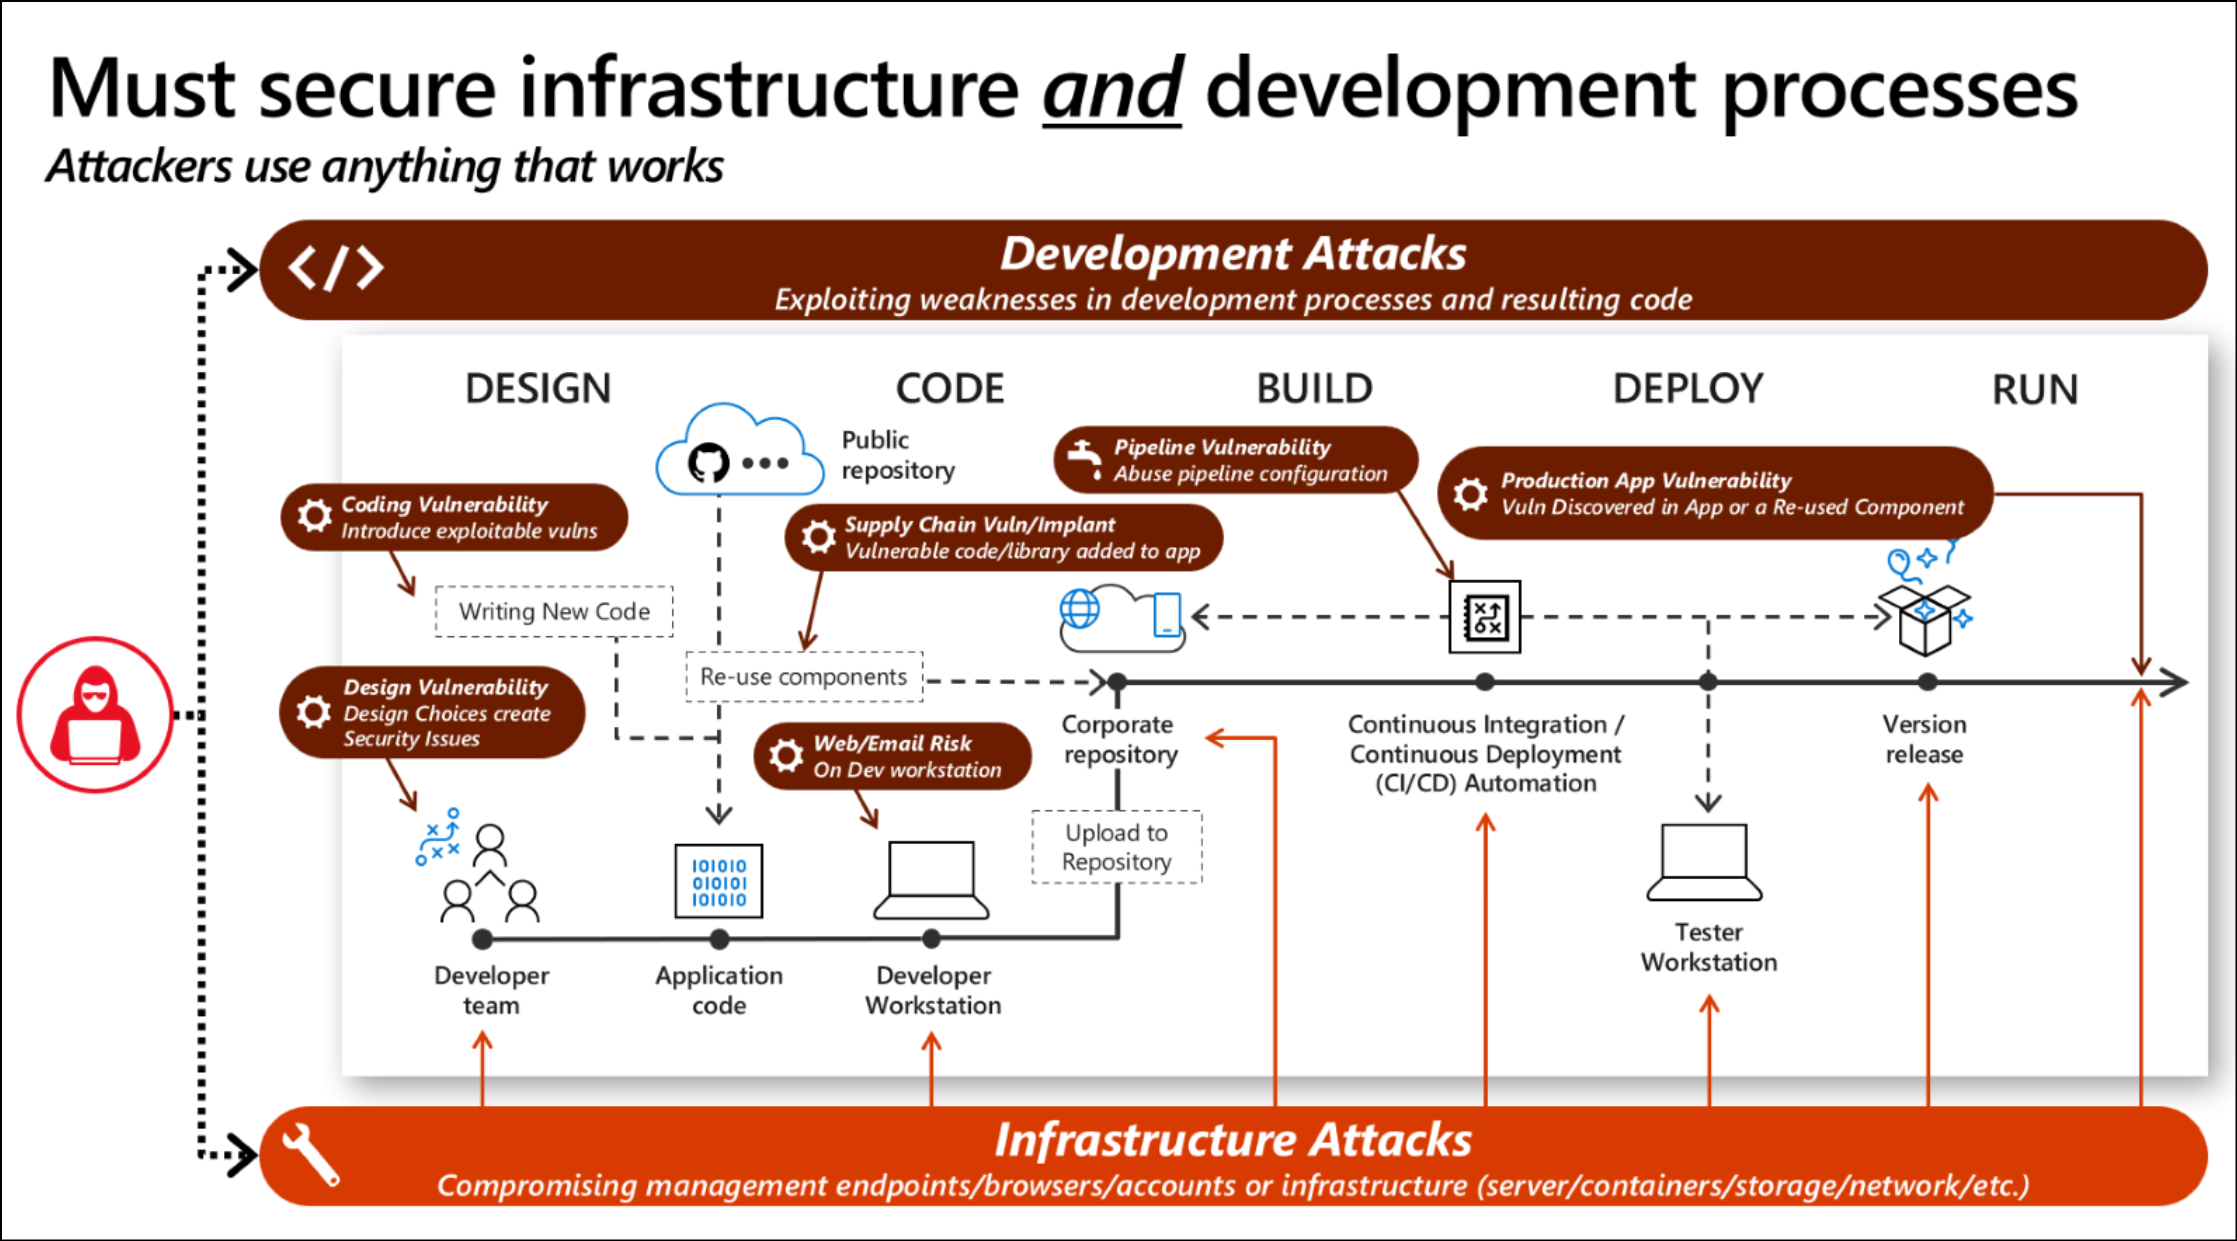 Must secure infrastructure and development processes
Attackers use anything that works
</>
Development Attacks
Exploiting weaknesses in development processes and resulting code
DESIGN
CODE
BUILD
DEPLOY
RUN
Public
repository
Pipeline Vulnerability
Abuse pipeline configuration
Production App Vulnerability
Vuln Discovered in App or a Re-used Component
Coding Vulnerability
Introduce exploitable vulns
Supply Chain Vuln/Implant
Vulnerable code/library added to app
Writing New Code
Re-use components
Design Vulnerability
Design Choices create
Security Issues
Web/Email Risk
On Dev workstation
Corporate
repository
Continuous Integration /
Continuous Deployment
(CI/CD) Automation
Version
release
Upload to
Repository
101010
010101
101010
Tester
Workstation
Developer
team
Application
code
Developer
Workstation
Infrastructure Attacks
Compromising management endpoints/browsers/accounts or infrastructure (server/containers/storage/network/etc.)